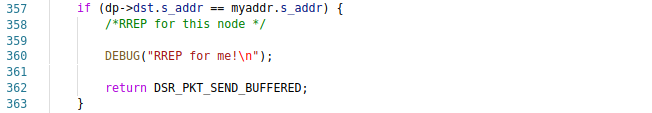 357 if (dp->dst.s_addr == myaddr.s_addr) {
358 /*RREP for this node */
359
360 DEBUG("RREP for me!\n");
361
362 return DSR_PKT_SEND_BUFFERED;
363 }